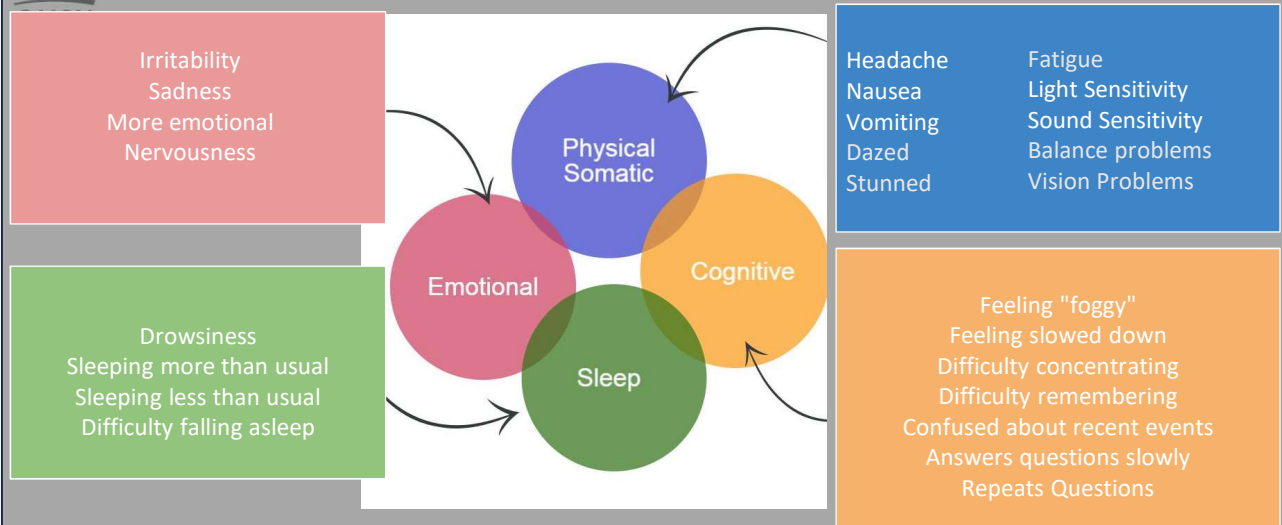 Irritability
Sadness
More emotional
Nervousness
Drowsiness
Sleeping more than usual
Sleeping less than usual
Difficulty falling asleep
Physical
Somatic
Emotional
Cognitive
Sleep
Headache
Nausea
Vomiting
Dazed
Stunned
Fatigue
Light Sensitivity
Sound Sensitivity
Balance problems
Vision Problems
Feeling "foggy"
Feeling slowed down
Difficulty concentrating
Difficulty remembering
Confused about recent events
Answers questions slowly
Repeats Questions